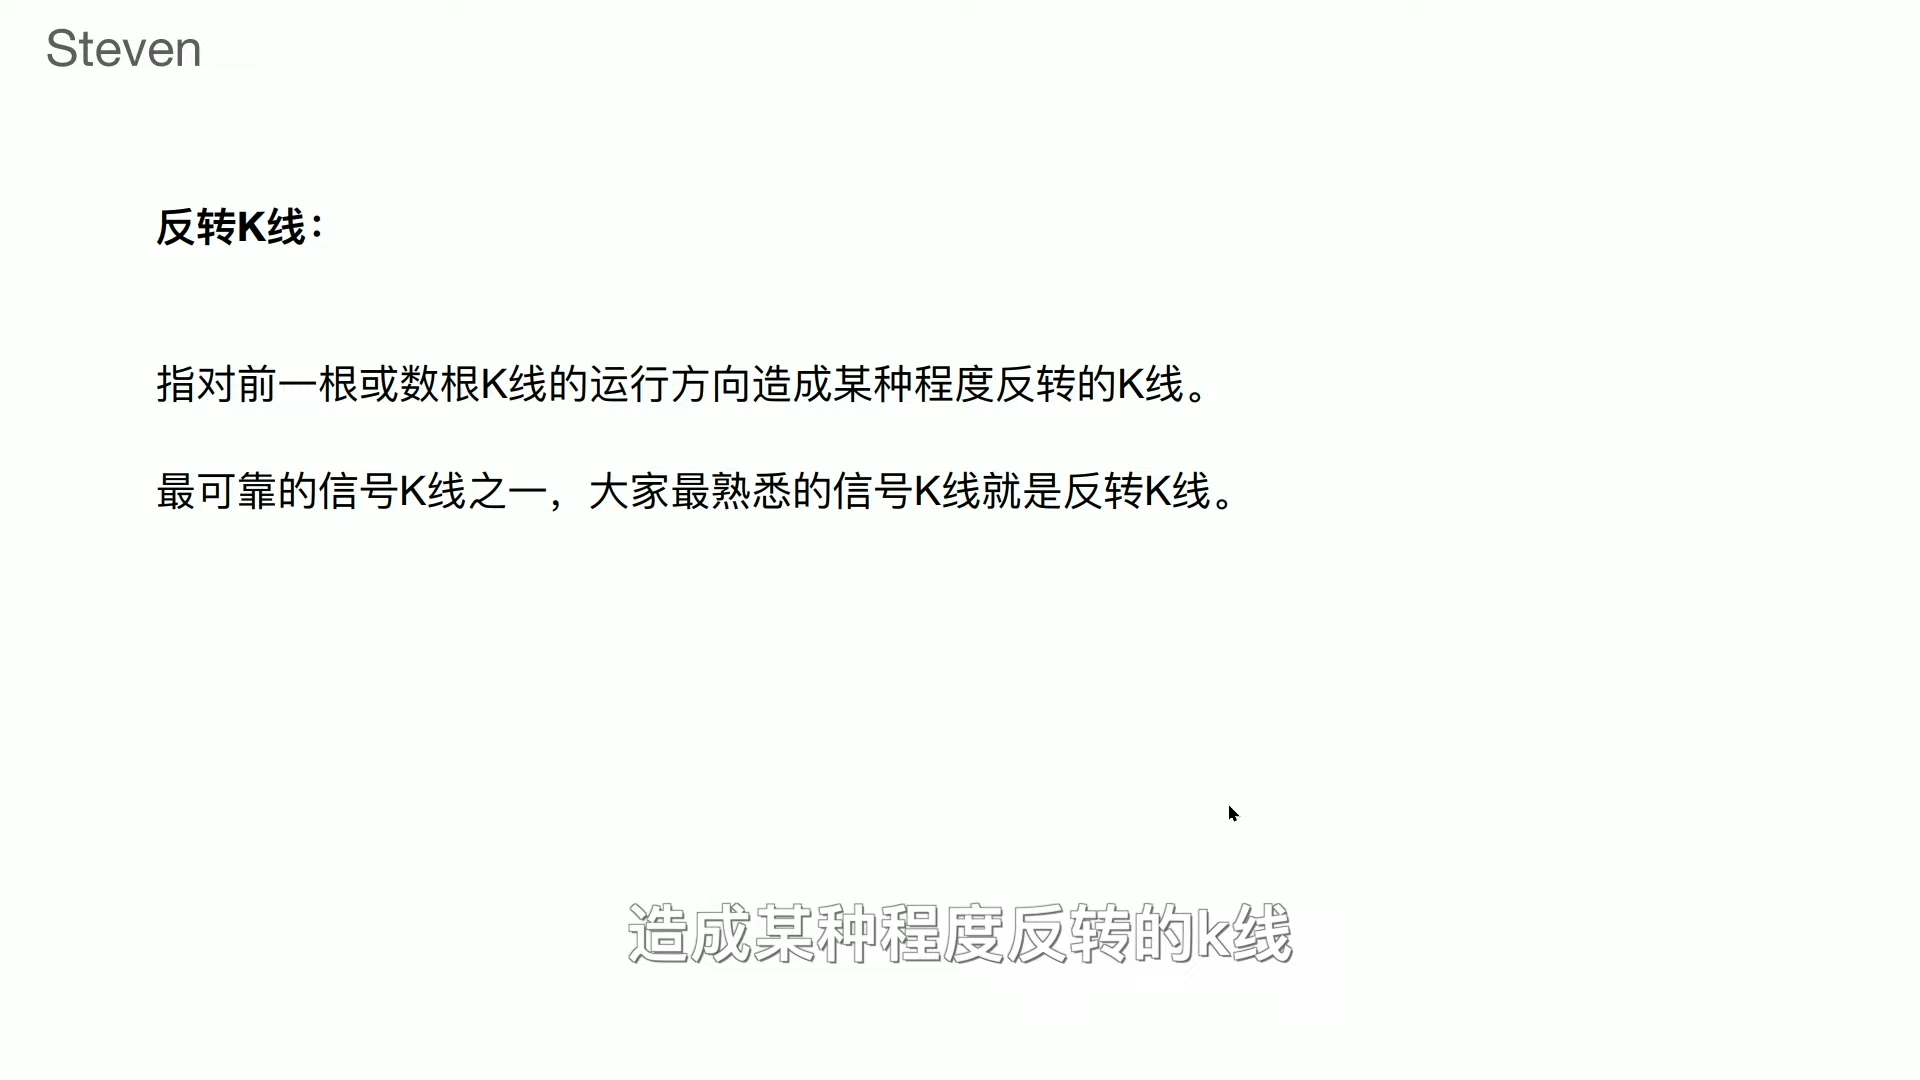 Steven
反转K线：
指对前一根或数根K线的运行方向造成某种程度反转的K线。
最可靠的信号K线之一，大家最熟悉的信号K线就是反转K线。
造成某种程度反转的k线